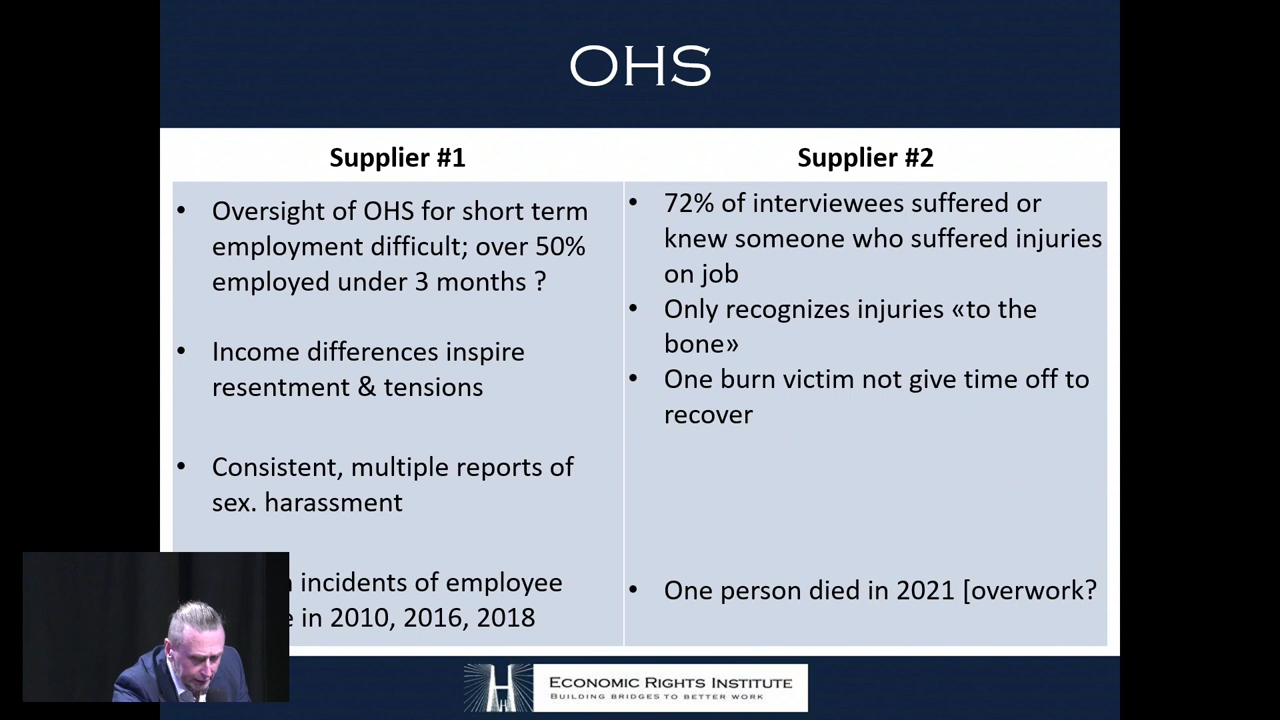 OHS
Supplier #1
Supplier #2
• Oversight of OHS for short term
employment difficult; over 50%
employed under 3 months ?
• Income differences inspire
resentment & tensions
• Consistent, multiple reports of
sex. harassment
incidents of employee
in 2010, 2016, 2018
• 72% of interviewees suffered or
knew someone who suffered injuries
on job
• Only recognizes injuries «to the
bone»
• One burn victim not give time off to
recover
• One person died in 2021 [overwork?
ECONOMIC RIGHTS INSTITUTE
BUILDING BRIDGES TO BETTER WORK